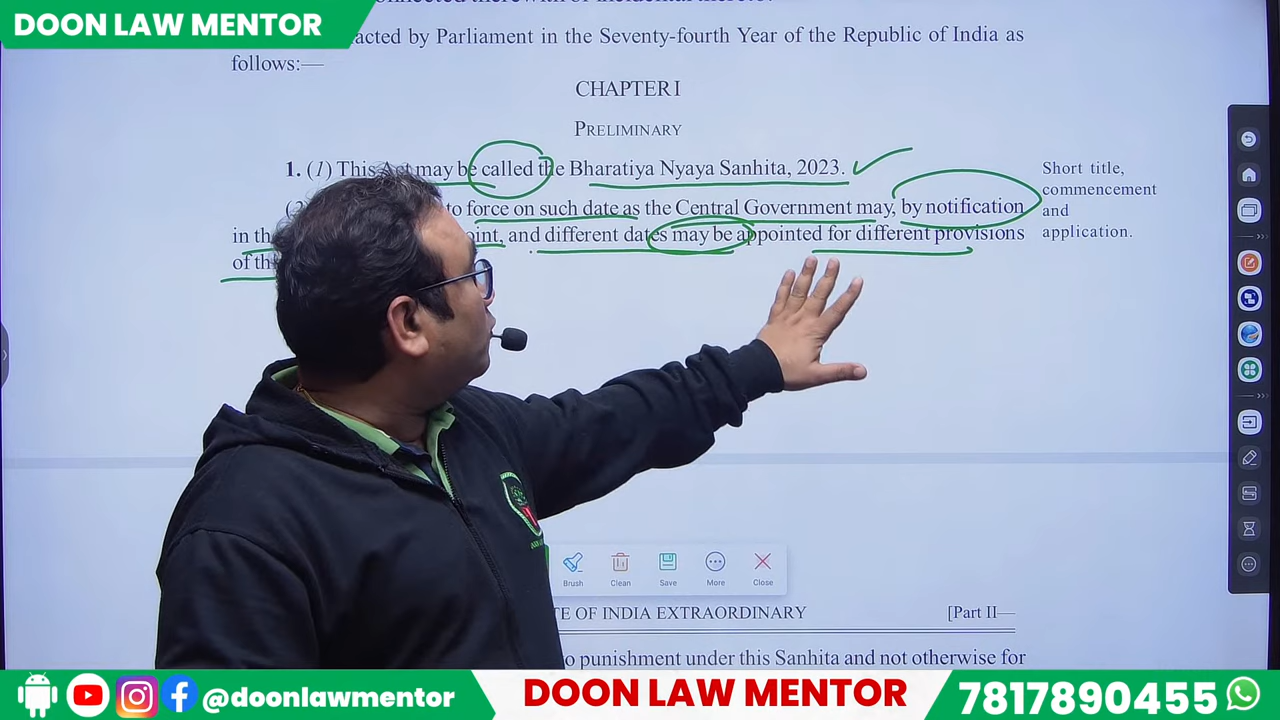 DOON LAW MENTOR
acted by Parliament in the Seventy-fourth Year of the Republic of India as
follows:—
CHAPTER I
PRELIMINARY
1. (1) This Act may be called the Bharatiya Nyaya Sanhita, 2023.
to force on such date as the Central Government may, by notification
in th oint, and different dates may be appointed for different provisions
of th
Short title,
commencement
and
application.
Brush Clean Save More Close
TE OF INDIA EXTRAORDINARY [Part II—
o punishment under this Sanhita and not otherwise for
@doonlawmentor DOON LAW MENTOR 7817890455